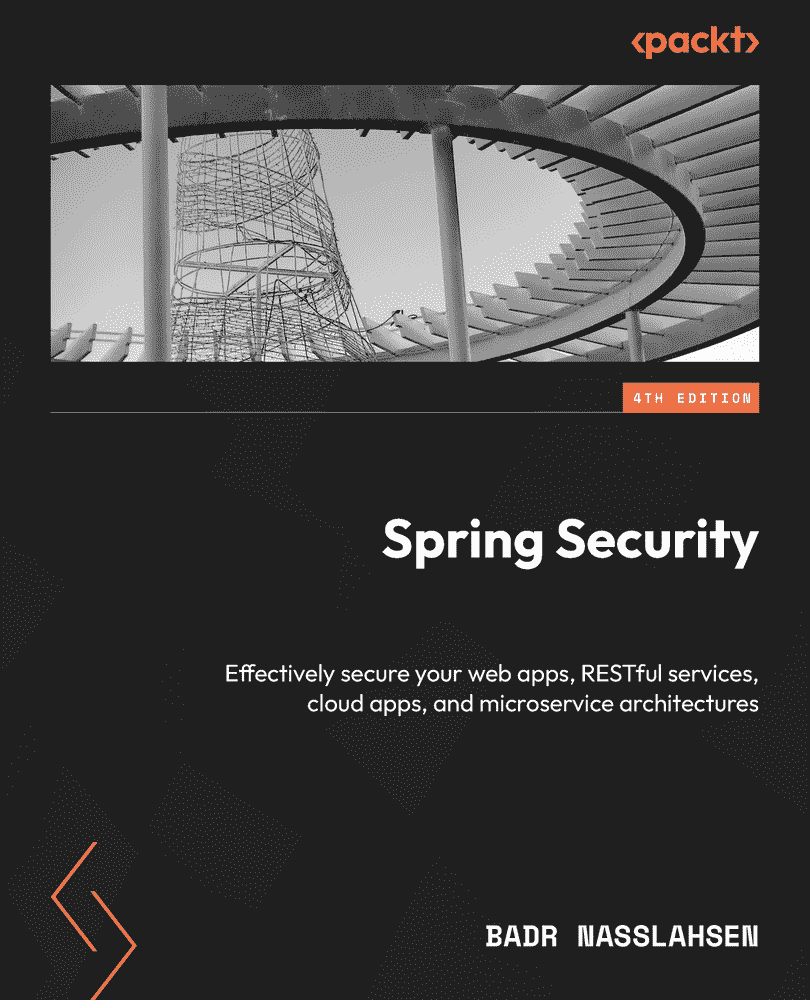 <packt>
4TH EDITION
Spring Security
Effectively secure your web apps, RESTful services,
cloud apps, and microservice architectures
BADR NASSLAHSEN